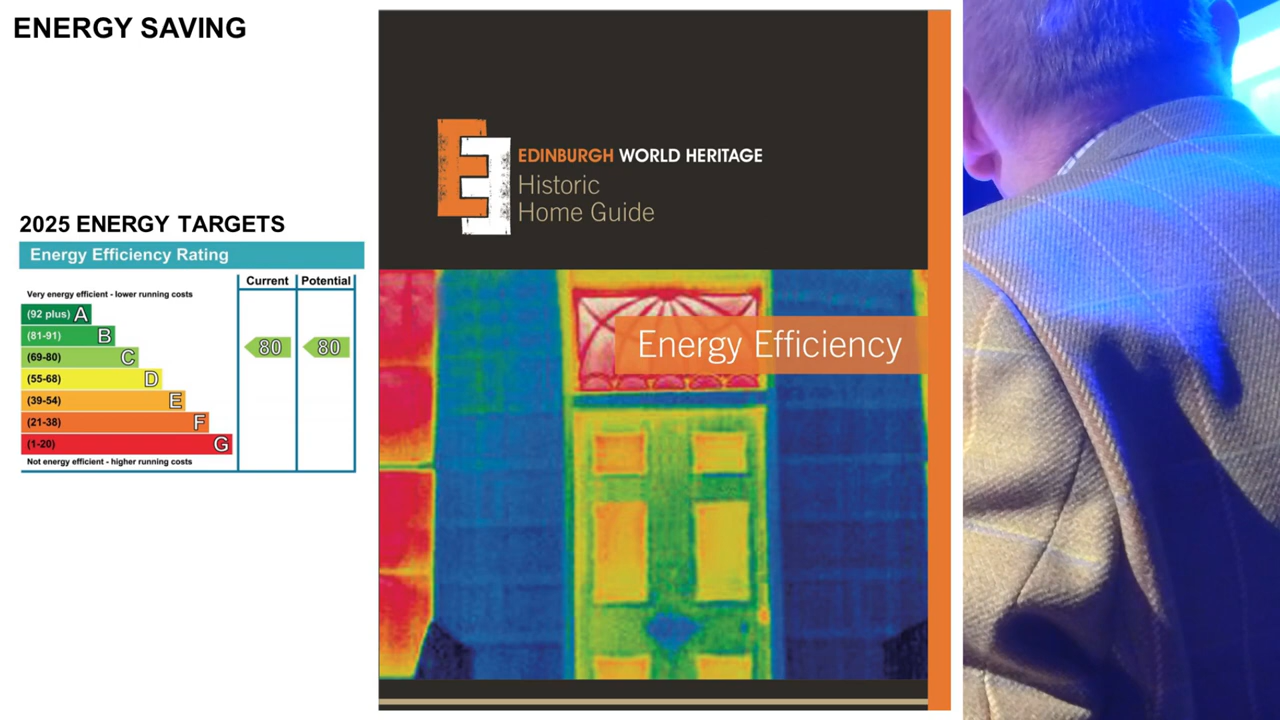 ENERGY SAVING
2025 ENERGY TARGETS
Energy Efficiency Rating
Current Potential
Very energy efficient - lower running costs
(92 plus) A
(81-91) B
(69-80) C
80 80
(55-68) D
(39-54) E
(21-38) F
(1-20) G
Not energy efficient - higher running costs
EDINBURGH WORLD HERITAGE
Historic
Home Guide
Energy Efficiency